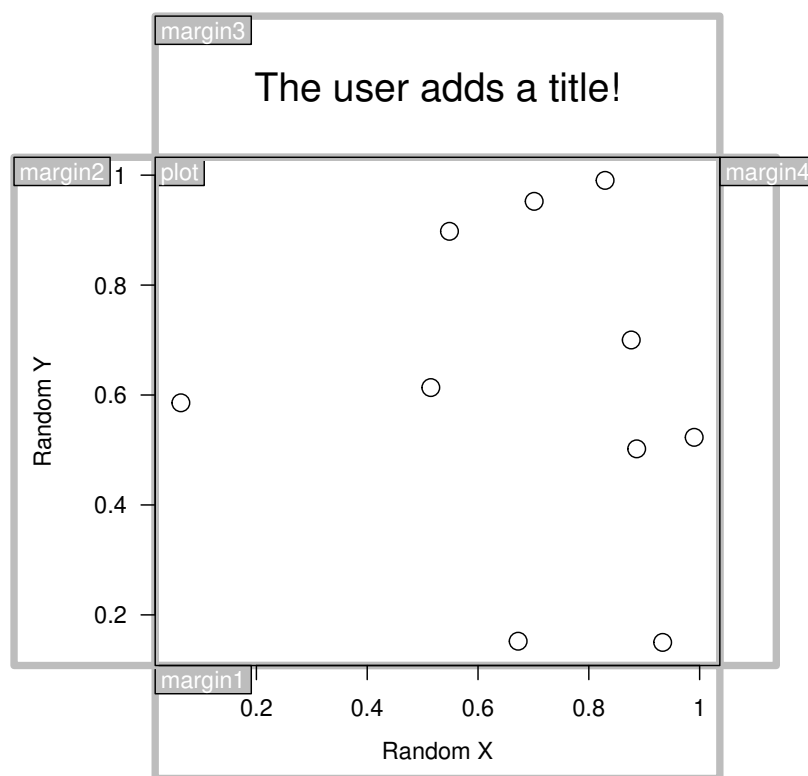 margin3
The user adds a title!
margin2
plot
margin4
1
0.8
0.6
0.4
0.2
Random Y
margin1
0.2 0.4 0.6 0.8 1
Random X